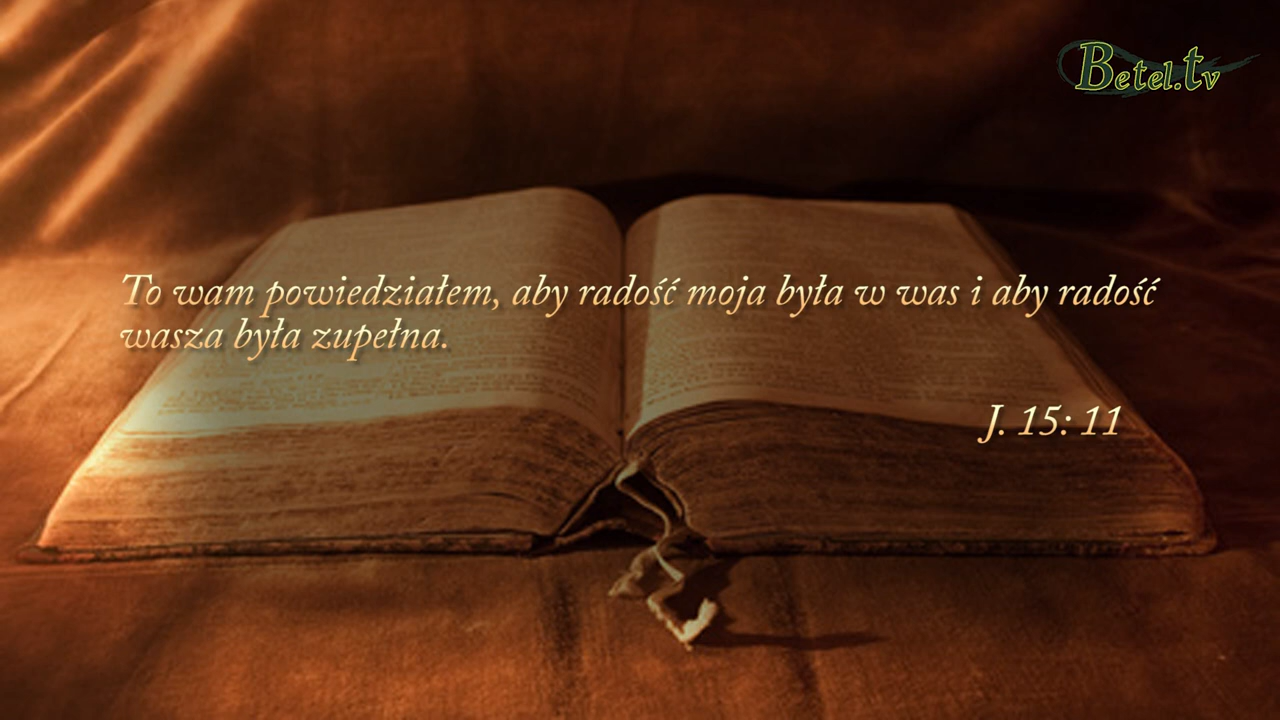 Betel.tv
To wam powiedziałem, aby radość moja była w was i aby radość
wasza była zupełna.
J. 15: 11